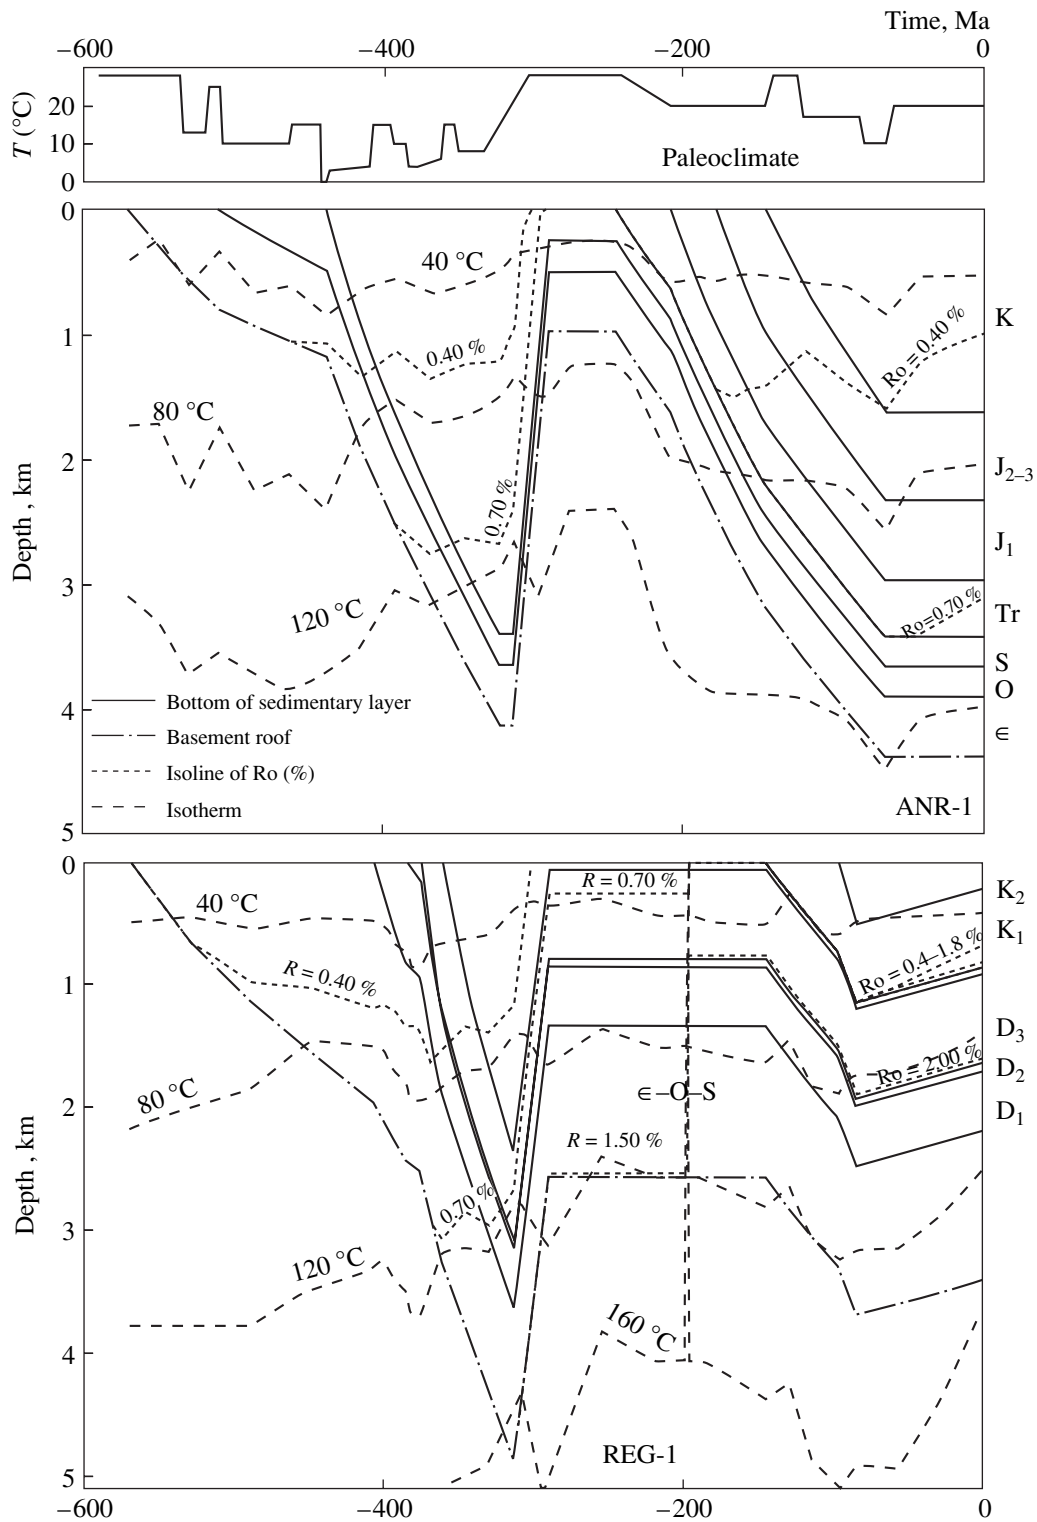 Time, Ma
−600 −400 −200 0
T (°C)
20
10
0
Paleoclimate
0
1
2
3
4
5
Depth, km
40 °C
0.40 %
80 °C
0.70 %
120 °C
Ro = 0.40 %
Ro=0.70 %
K
J2–3
J1
Tr
S
O
∈
Bottom of sedimentary layer
Basement roof
Isoline of Ro (%)
Isotherm
ANR-1
0
1
2
3
4
5
Depth, km
40 °C
R = 0.70 %
R = 0.40 %
80 °C
∈–O–S
R = 1.50 %
0.70 %
120 °C
160 °C
Ro = 0.4–1.8 %
Ro = 2.00 %
K2
K1
D3
D2
D1
REG-1
−600 −400 −200 0